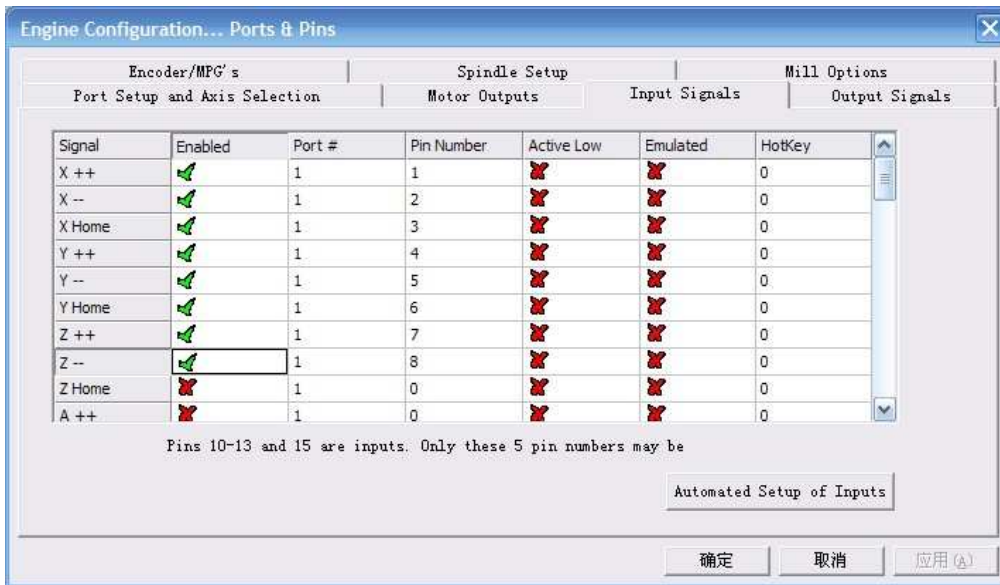 Engine Configuration... Ports & Pins
Encoder/MPG's Spindle Setup Mill Options
Port Setup and Axis Selection Motor Outputs Input Signals Output Signals
Signal Enabled Port # Pin Number Active Low Emulated HotKey
X ++ 1 1 0
X -- 1 2 0
X Home 1 3 0
Y ++ 1 4 0
Y -- 1 5 0
Y Home 1 6 0
Z ++ 1 7 0
Z -- 1 8 0
Z Home 1 0 0
A ++ 1 0 0
Pins 10-13 and 15 are inputs. Only these 5 pin numbers may be
Automated Setup of Inputs
确定 取消 应用(A)